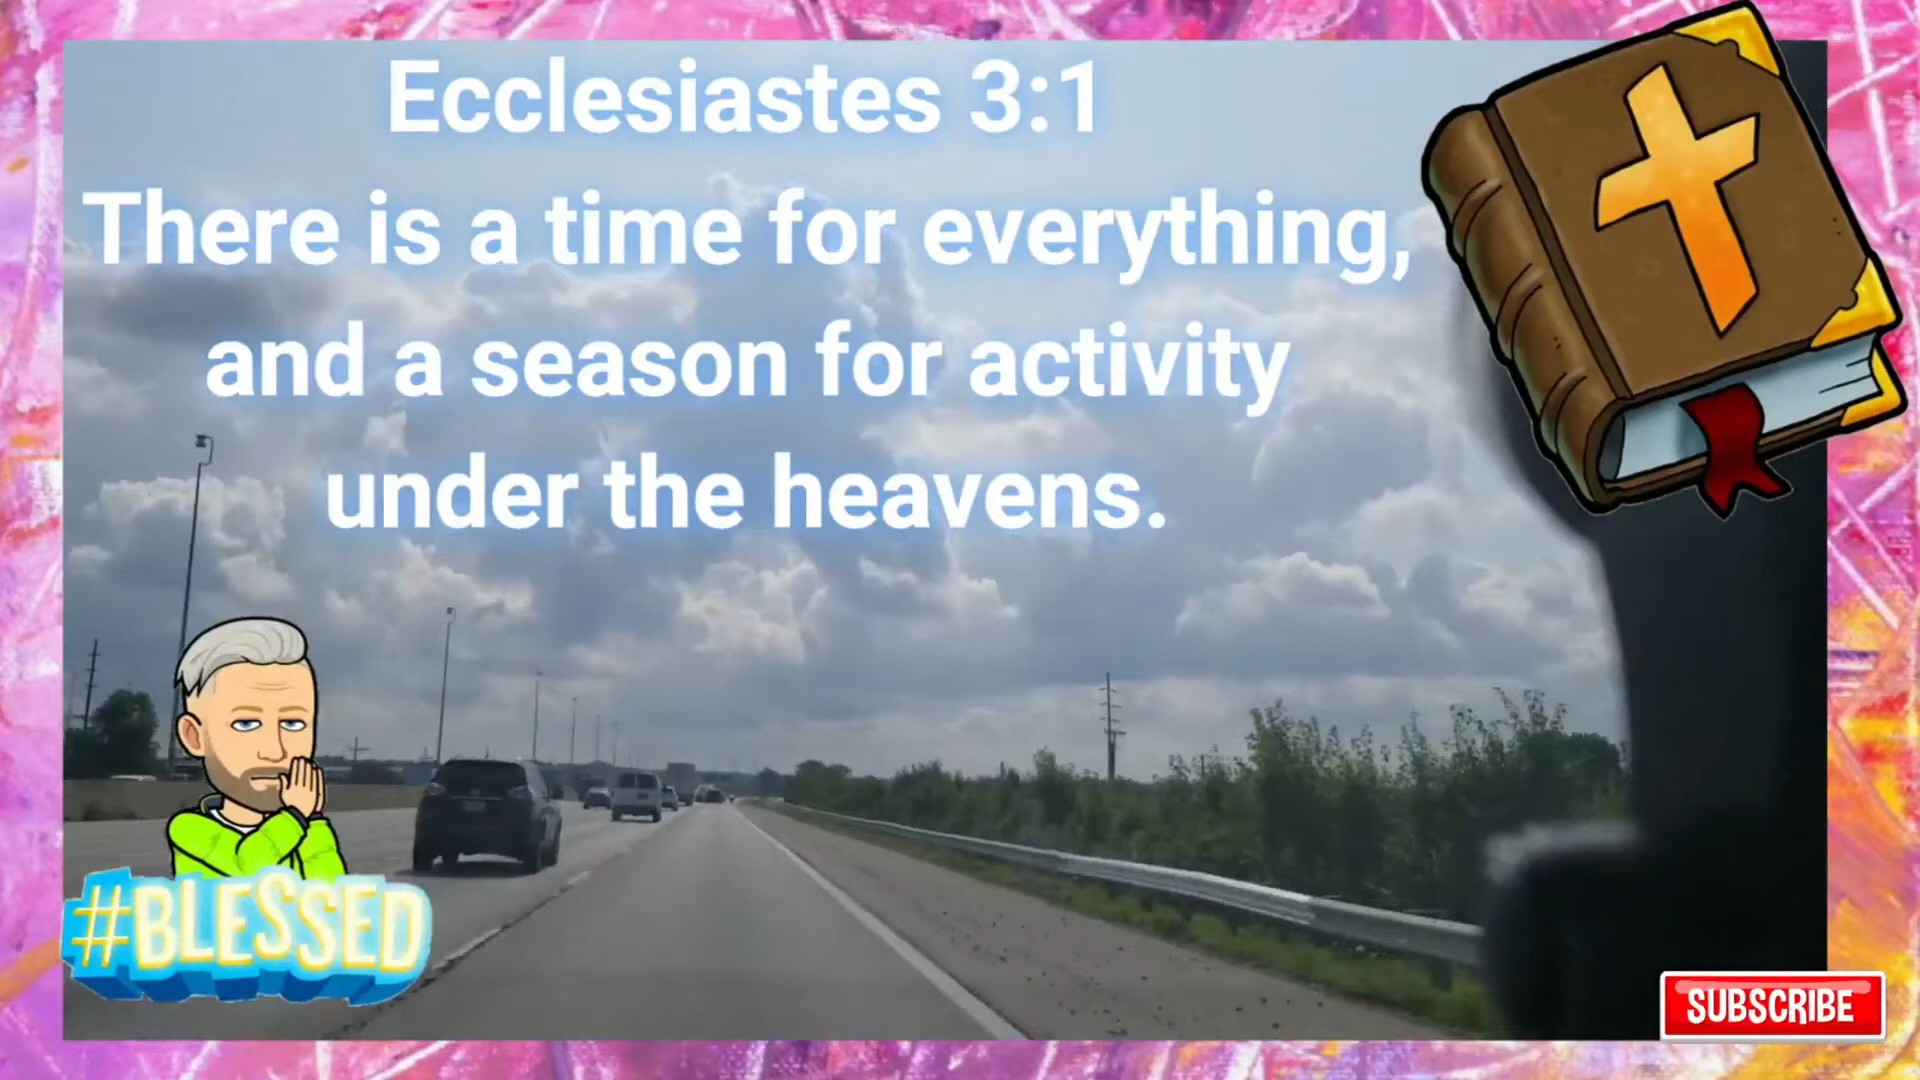 Ecclesiastes 3:1
There is a time for everything,
and a season for activity
under the heavens.
#BLESSED
SUBSCRIBE